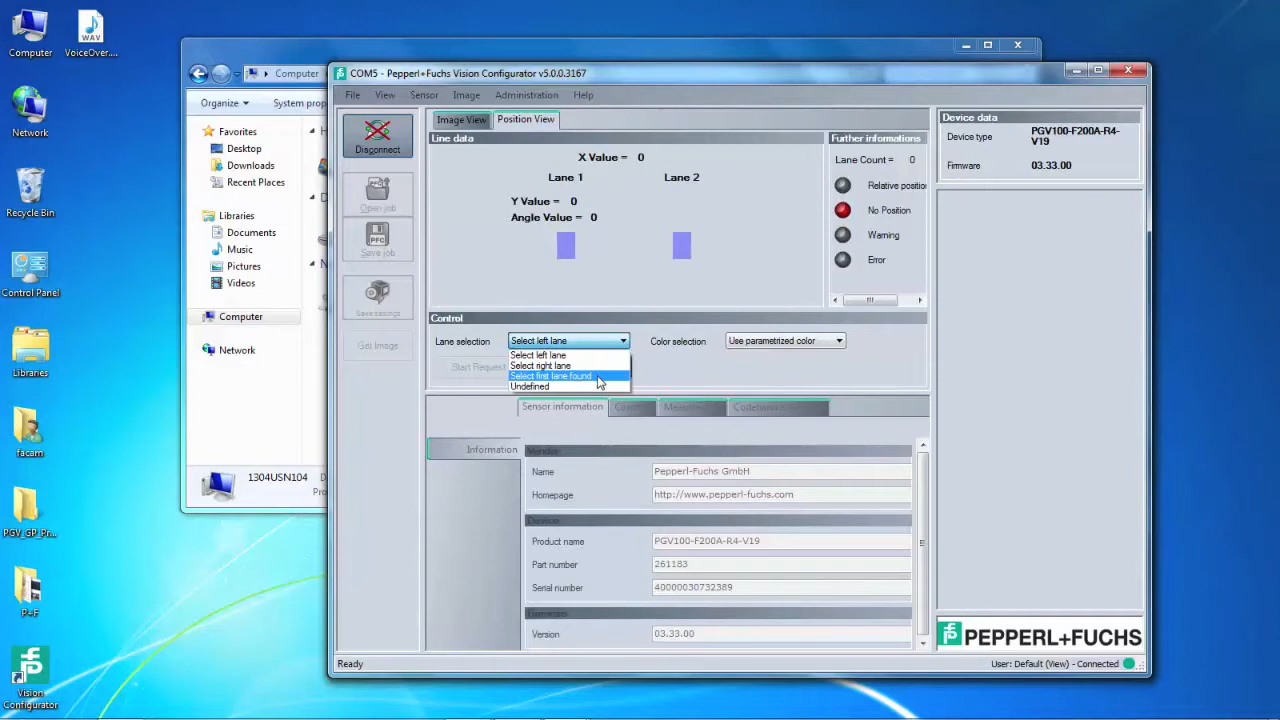 Computer
VoiceOver....
Network
Recycle Bin
Control Panel
Libraries
facam
PGV_GP_Pr...
P+F
Vision
Configurator
Computer
Organize
System prop
Favorites
Desktop
Downloads
Recent Places
Libraries
Documents
Music
Pictures
Videos
Computer
Network
1304USN104
COM5 - Pepperl+Fuchs Vision Configurator v5.0.0.3167
File View Sensor Image Administration Help
Disconnect
Open job
Save job
Save settings
Get Image
Image View Position View
Line data
X Value = 0
Lane 1 Lane 2
Y Value = 0
Angle Value = 0
Further informations
Lane Count = 0
Relative position
No Position
Warning
Error
Control
Lane selection Select left lane Color selection Use parametrized color
Select left lane
Select right lane
Select first lane found
Undefined
Start Request
Sensor information
Information
Vendor
Name Pepperl-Fuchs GmbH
Homepage http://www.pepperl-fuchs.com
Device
Product name PGV100-F200A-R4-V19
Part number 261183
Serial number 40000030732389
Firmware
Version 03.33.00
Device data
Device type PGV100-F200A-R4-
V19
Firmware 03.33.00
PEPPERL+FUCHS
Ready User: Default (View) - Connected